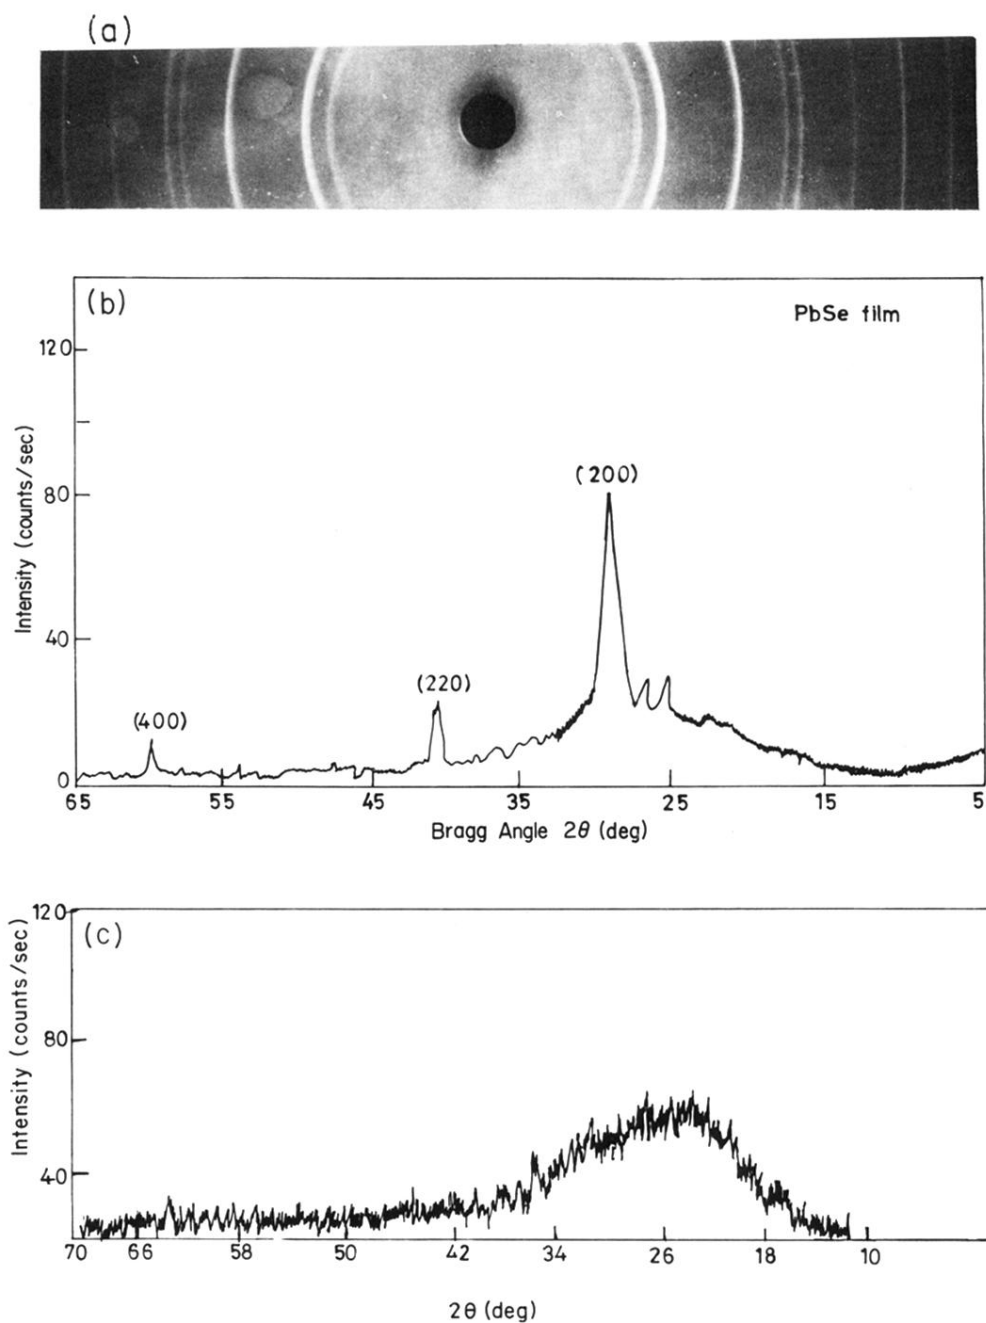 (a)
(b)
PbSe film
120
80
40
0
Intensity (counts/sec)
(200)
(220)
(400)
65 55 45 35 25 15 5
Bragg Angle 2θ (deg)
(c)
120
80
40
Intensity (counts/sec)
70 66 58 50 42 34 26 18 10
2θ (deg)